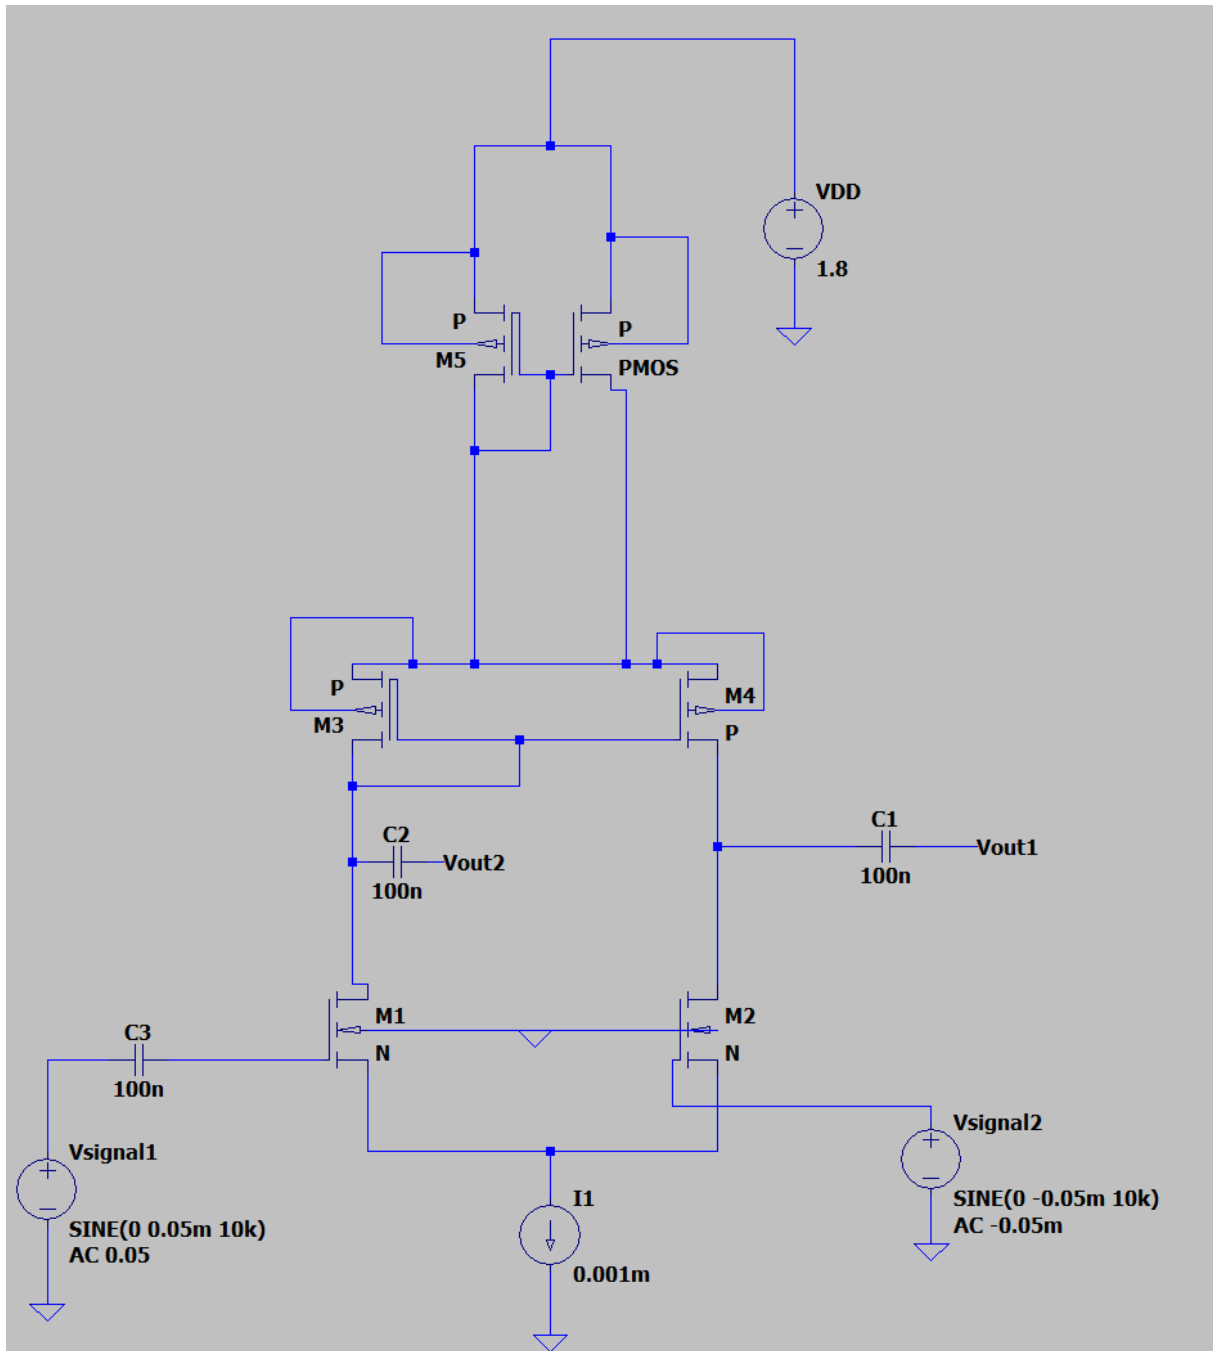 VDD
1.8
P
M5
P
PMOS
P
M3
M4
P
C2
100n
Vout2
C1
100n
Vout1
C3
100n
M1
N
M2
N
Vsignal1
SINE(0 0.05m 10k)
AC 0.05
Vsignal2
SINE(0 -0.05m 10k)
AC -0.05m
I1
0.001m